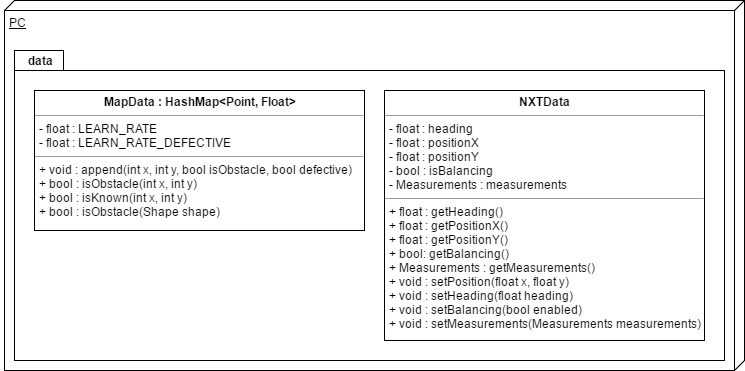 PC
data
MapData : HashMap<Point, Float>
- float : LEARN_RATE
- float : LEARN_RATE_DEFECTIVE
+ void : append(int x, int y, bool isObstacle, bool defective)
+ bool : isObstacle(int x, int y)
+ bool : isKnown(int x, int y)
+ bool : isObstacle(Shape shape)
NXTData
- float : heading
- float : positionX
- float : positionY
- bool : isBalancing
- Measurements : measurements
+ float : getHeading()
+ float : getPositionX()
+ float : getPositionY()
+ bool: getBalancing()
+ Measurements : getMeasurements()
+ void : setPosition(float x, float y)
+ void : setHeading(float heading)
+ void : setBalancing(bool enabled)
+ void : setMeasurements(Measurements measurements)